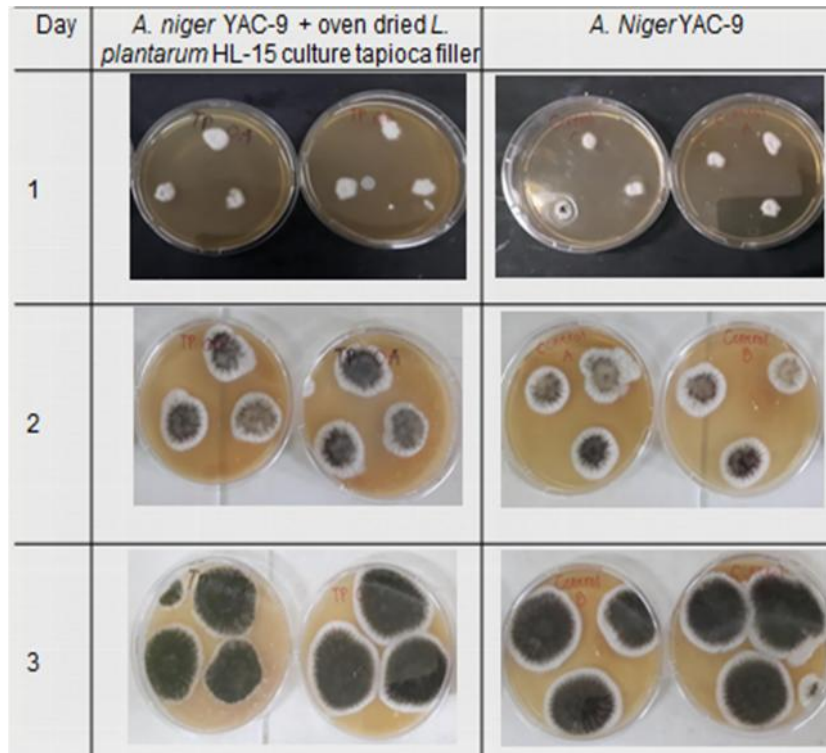 Day
A. niger YAC-9 + oven dried L.
plantarum HL-15 culture tapioca filler
A. Niger YAC-9
1
2
Control
A
Control
B
3
Control
B